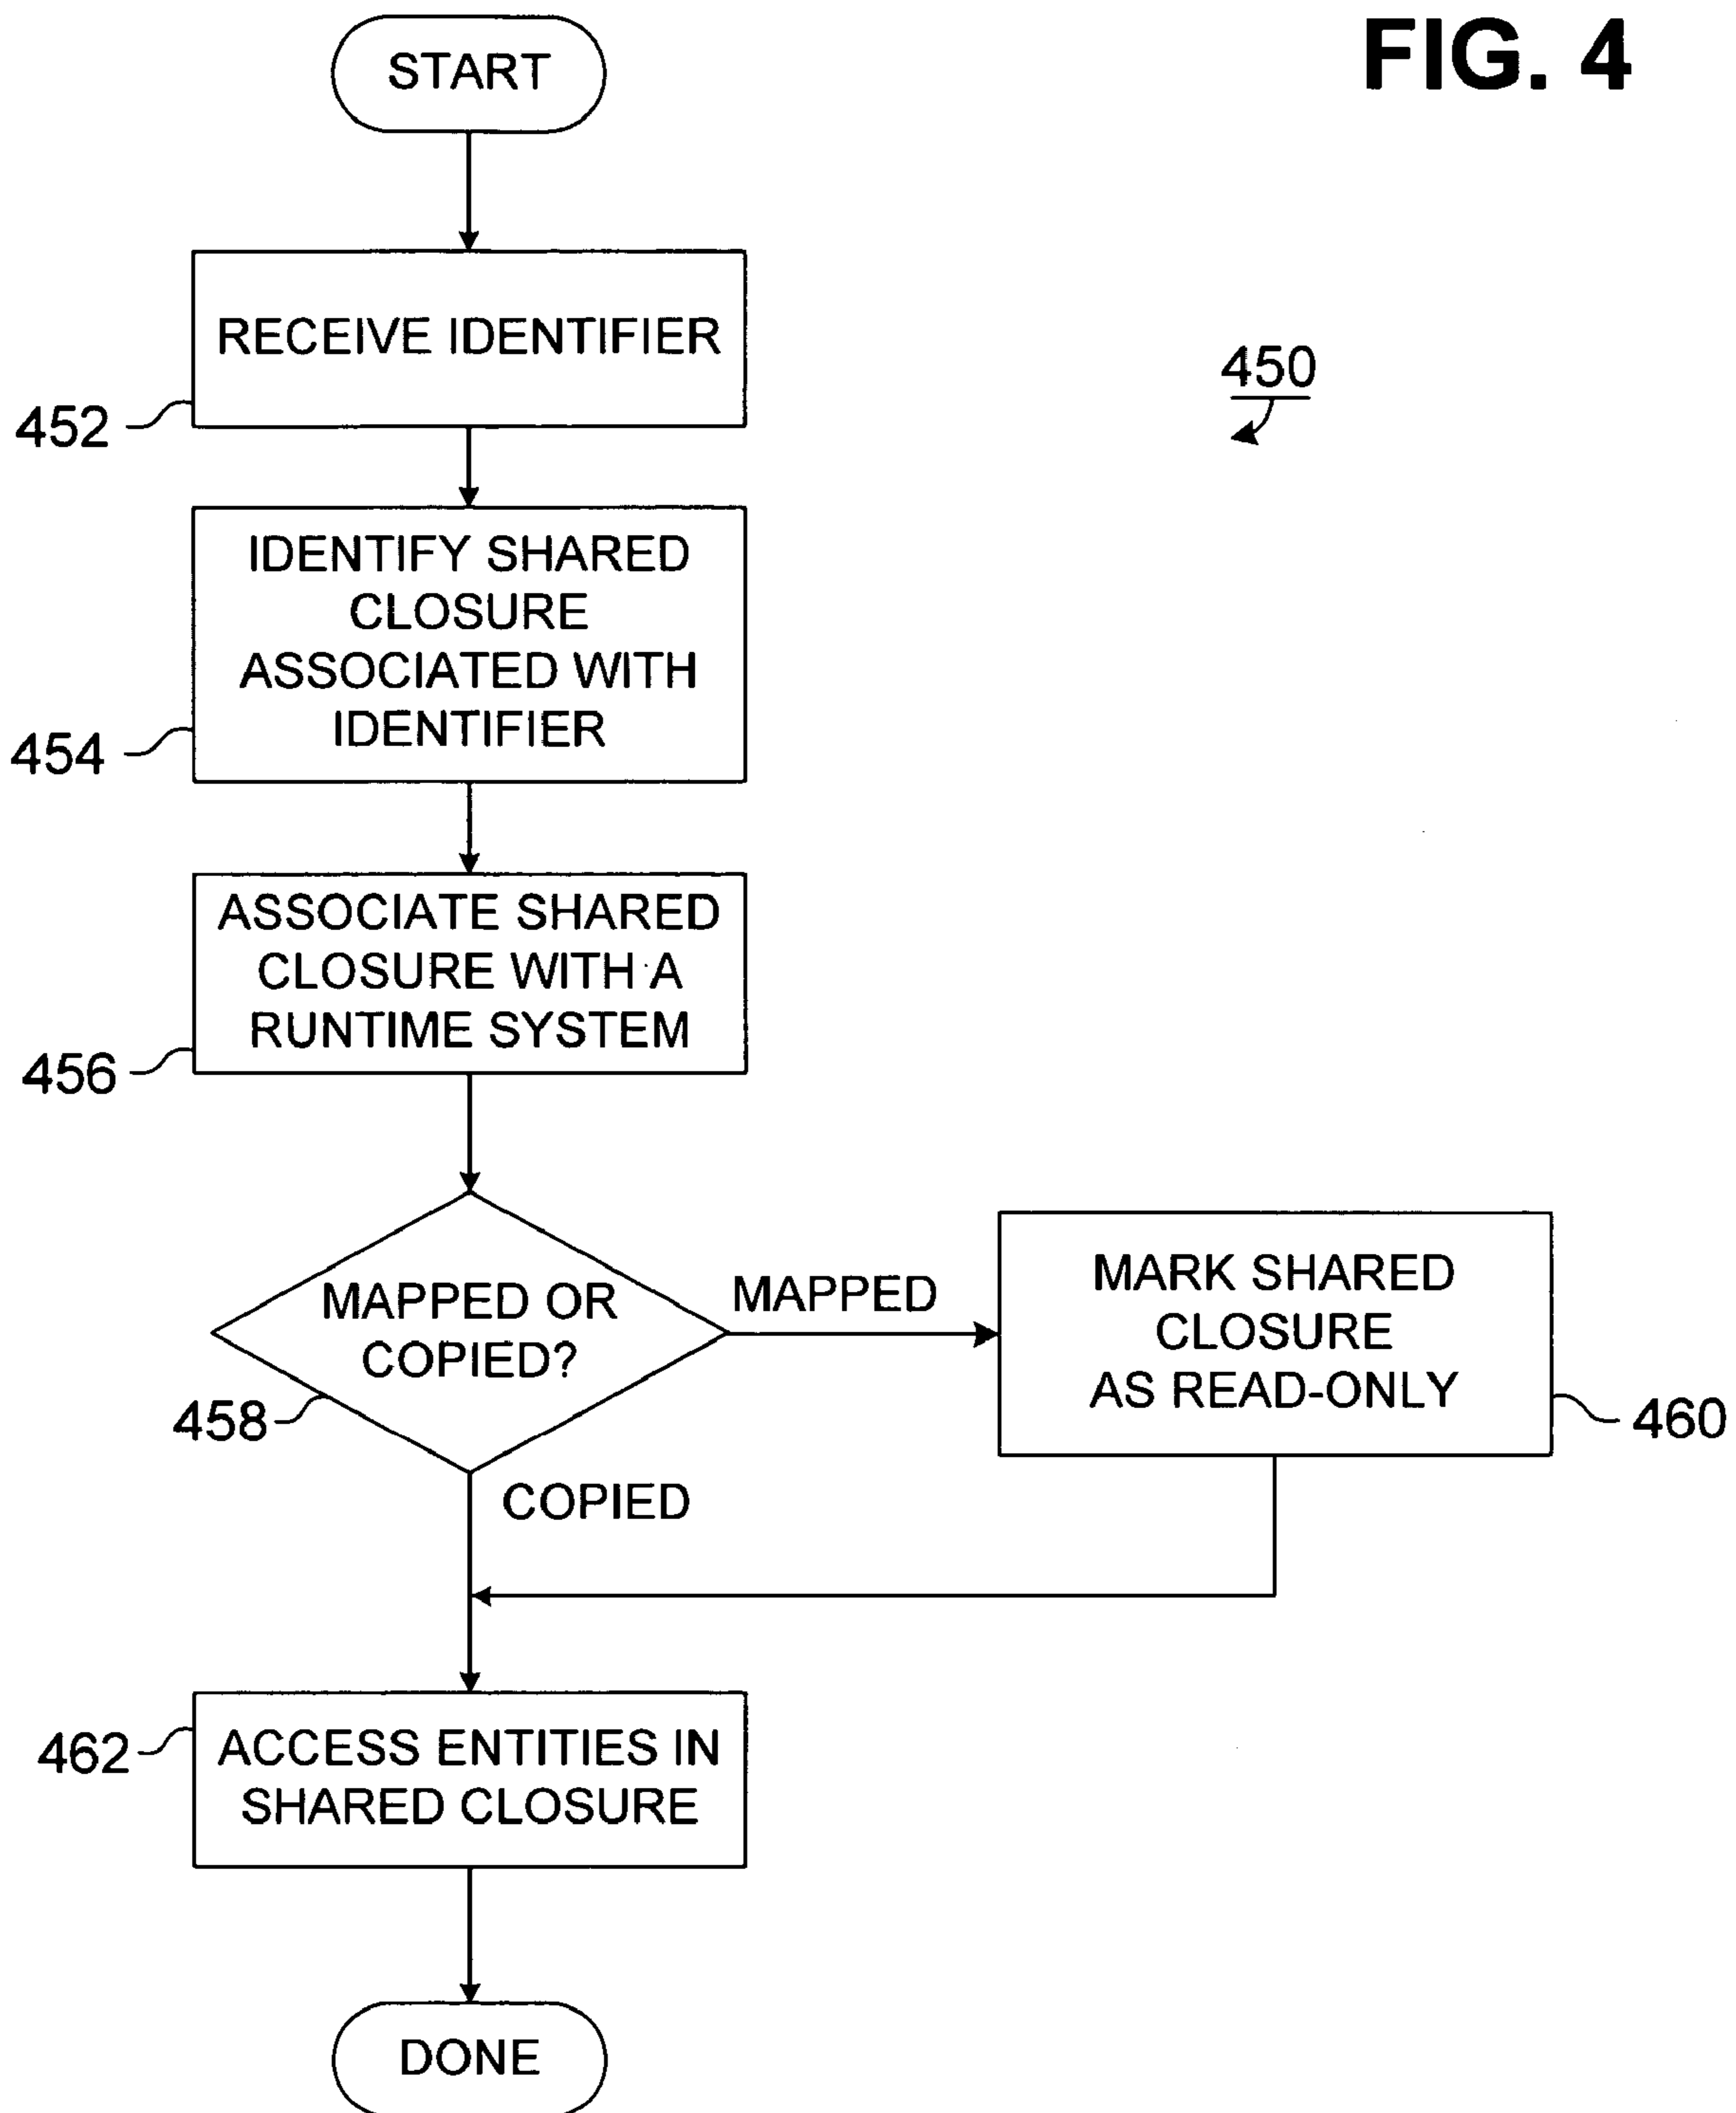 FIG. 4
START
RECEIVE IDENTIFIER
452
450
IDENTIFY SHARED
CLOSURE
ASSOCIATED WITH
IDENTIFIER
454
ASSOCIATE SHARED
CLOSURE WITH A
RUNTIME SYSTEM
456
MAPPED OR
COPIED?
458
MAPPED
MARK SHARED
CLOSURE
AS READ-ONLY
460
COPIED
462
ACCESS ENTITIES IN
SHARED CLOSURE
DONE